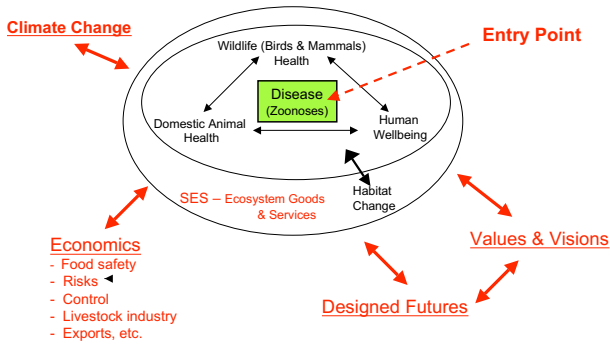 Climate Change
Wildlife (Birds & Mammals)
Health
Entry Point
Disease
(Zoonoses)
Domestic Animal
Health
Human
Wellbeing
SES – Ecosystem Goods
& Services
Habitat
Change
Economics
- Food safety
- Risks
- Control
- Livestock industry
- Exports, etc.
Values & Visions
Designed Futures